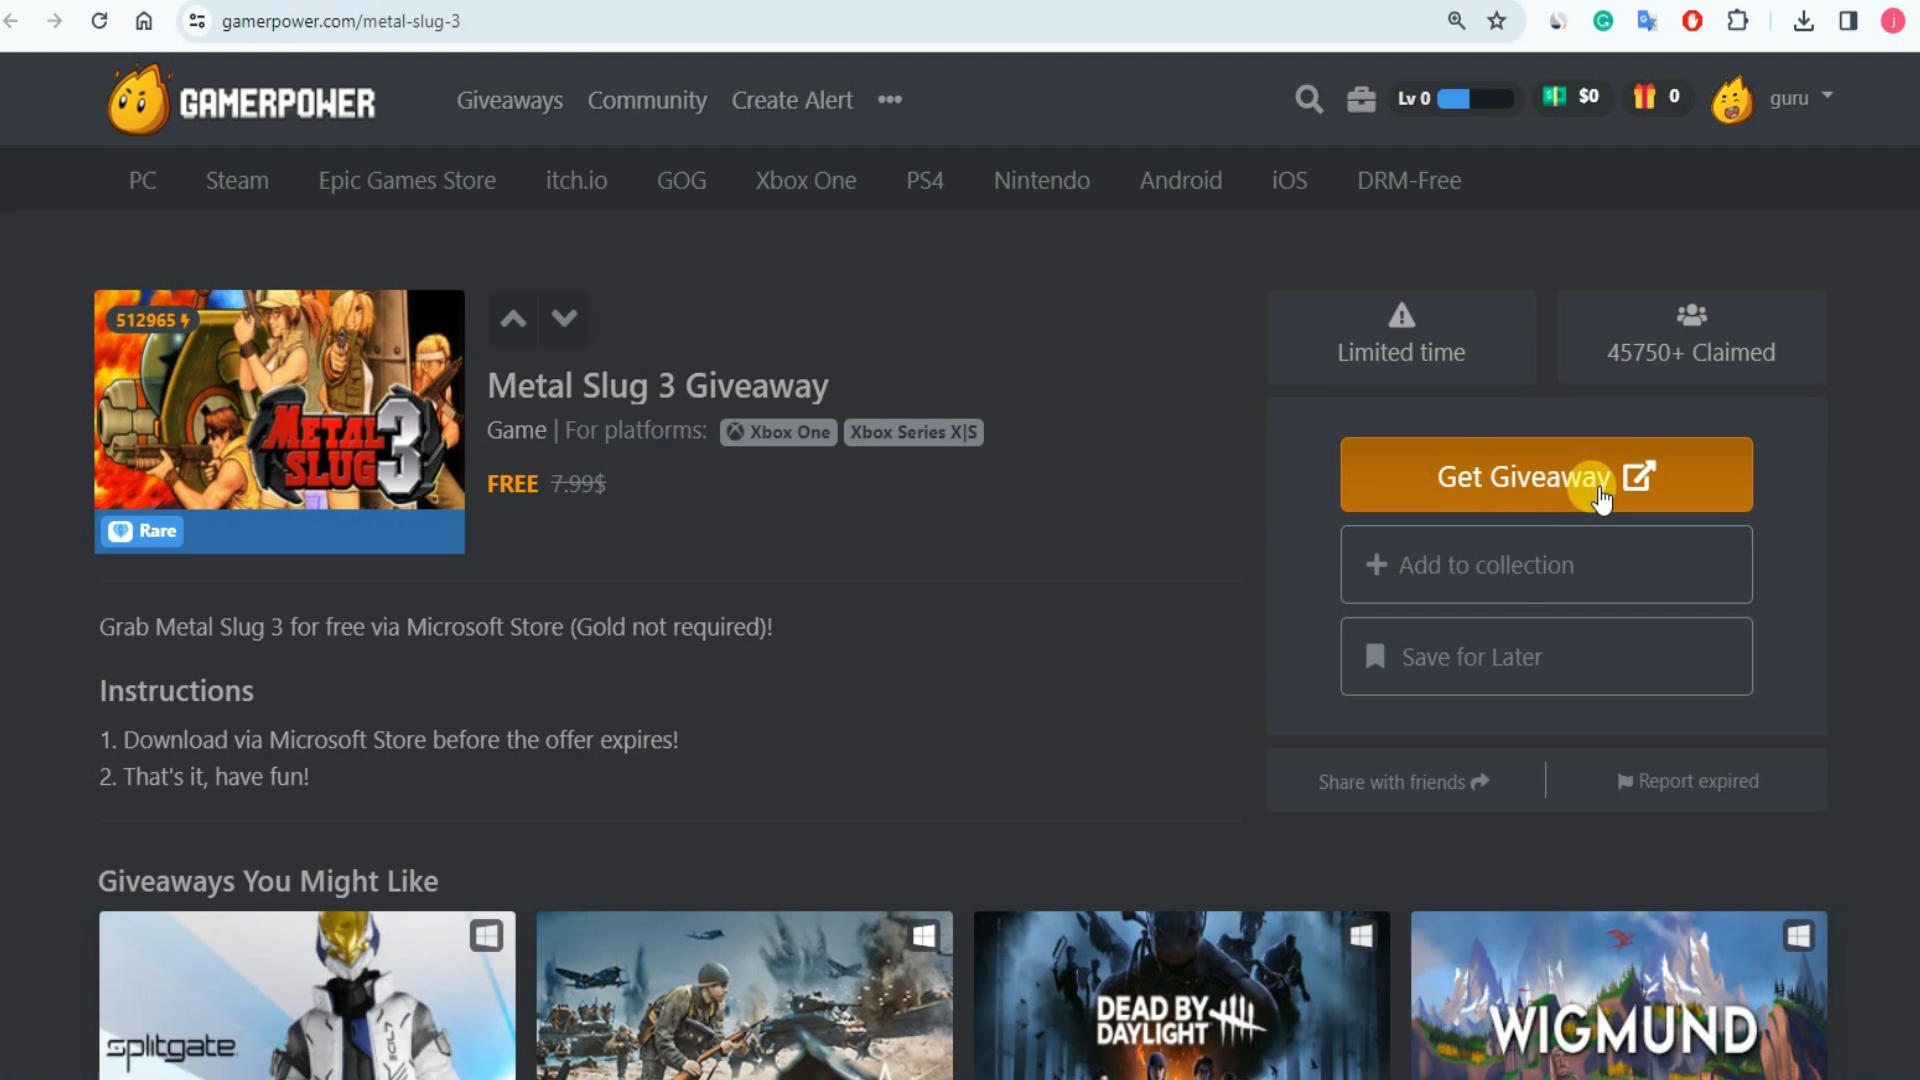 gamerpower.com/metal-slug-3
GAMERPOWER
Giveaways Community Create Alert •••
Lv 0 $0 0 guru
PC Steam Epic Games Store itch.io GOG Xbox One PS4 Nintendo Android iOS DRM-Free
512965
METAL SLUG 3
Rare
Metal Slug 3 Giveaway
Game | For platforms: Xbox One Xbox Series X|S
FREE 7.99$
Limited time
45750+ Claimed
Get Giveaway
+ Add to collection
Save for Later
Share with friends
Report expired
Grab Metal Slug 3 for free via Microsoft Store (Gold not required)!
Instructions
1. Download via Microsoft Store before the offer expires!
2. That's it, have fun!
Giveaways You Might Like
splitgate
DEAD BY
DAYLIGHT
WIGMUND